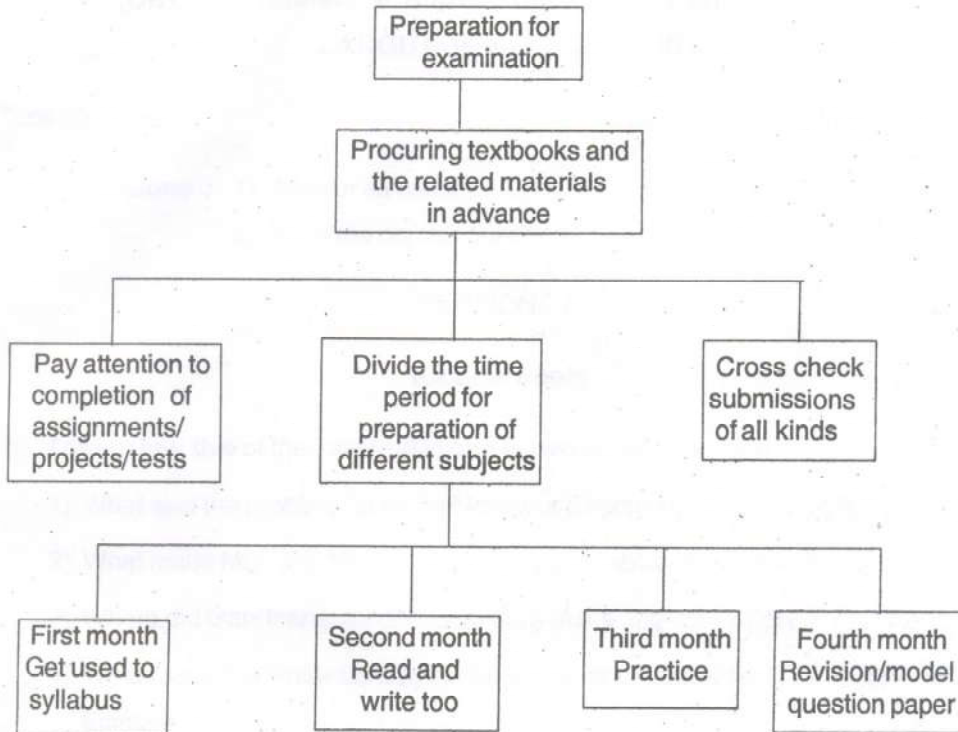 Preparation for
examination
Procuring textbooks and
the related materials
in advance
Pay attention to
completion of
assignments/
projects/tests
Divide the time
period for
preparation of
different subjects
Cross check
submissions
of all kinds
First month
Get used to
syllabus
Second month
Read and
write too
Third month
Practice
Fourth month
Revision/model
question paper